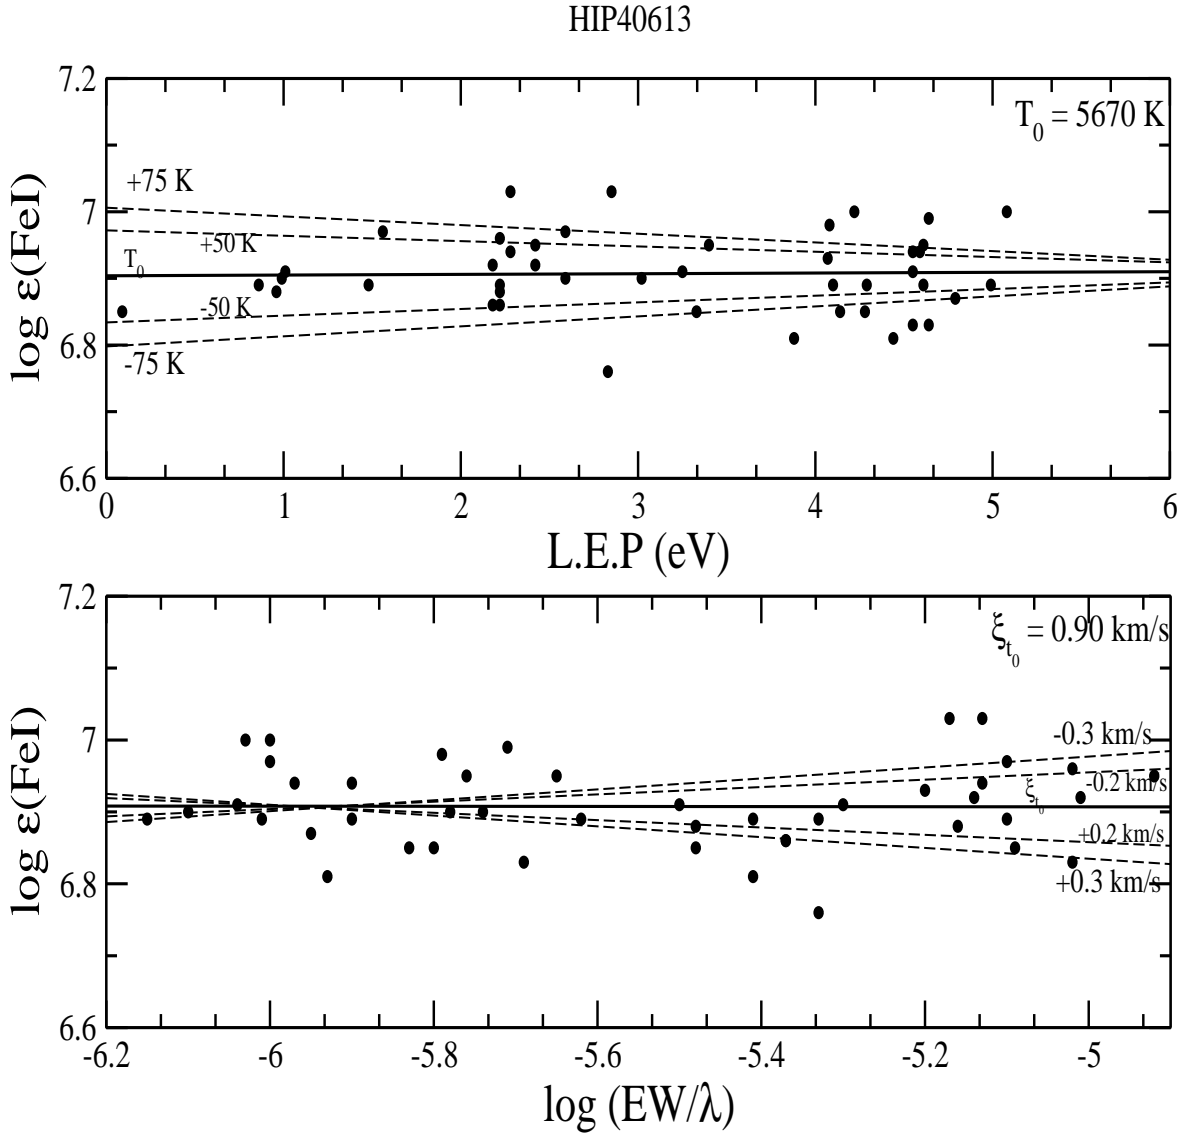 HIP40613
7.2
T0 = 5670 K
+75 K
7
+50 K
T0
log ε(FeI)
-50 K
6.8
-75 K
6.6
0 1 2 3 4 5 6
L.E.P (eV)
7.2
ξt0 = 0.90 km/s
-0.3 km/s
7
-0.2 km/s
ξt0
log ε(FeI)
+0.2 km/s
6.8
+0.3 km/s
6.6
-6.2 -6 -5.8 -5.6 -5.4 -5.2 -5
log (EW/λ)